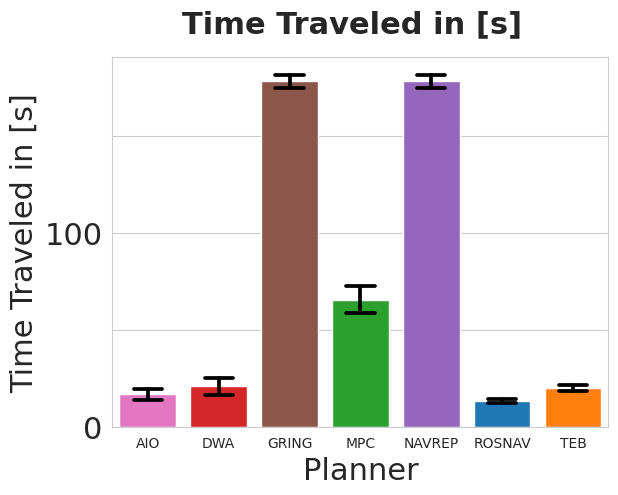 Time Traveled in [s]
Time Traveled in [s]
100
0
AIO DWA GRING MPC NAVREP ROSNAV TEB
Planner